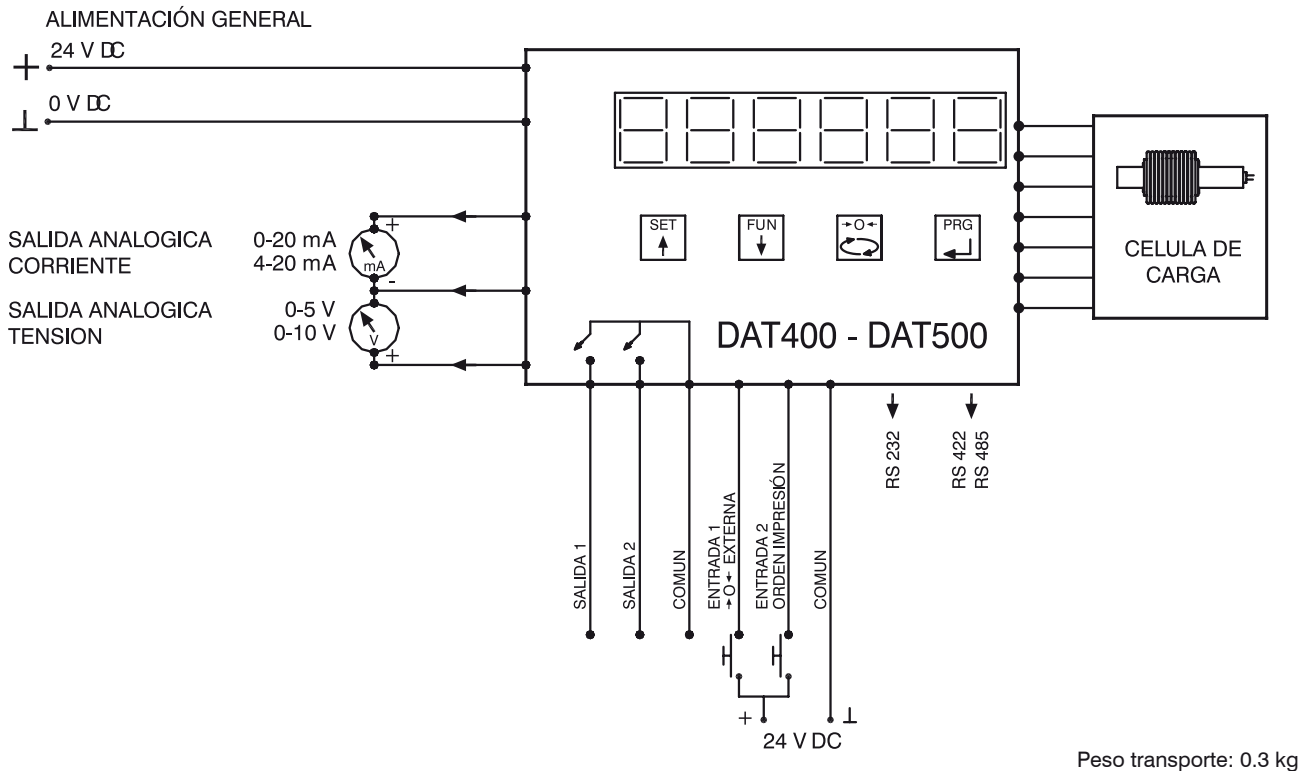 ALIMENTACIÓN GENERAL
24 V DC
0 V DC
SALIDA ANALOGICA
CORRIENTE
0-20 mA
4-20 mA
+
mA
-
SALIDA ANALOGICA
TENSION
0-5 V
0-10 V
V
+
SET
FUN
→O←
PRG
DAT400 - DAT500
CELULA DE
CARGA
RS 232
RS 422
RS 485
SALIDA 1
SALIDA 2
COMUN
ENTRADA 1
→O← EXTERNA
ENTRADA 2
ORDEN IMPRESIÓN
COMUN
+
24 V DC
Peso transporte: 0.3 kg